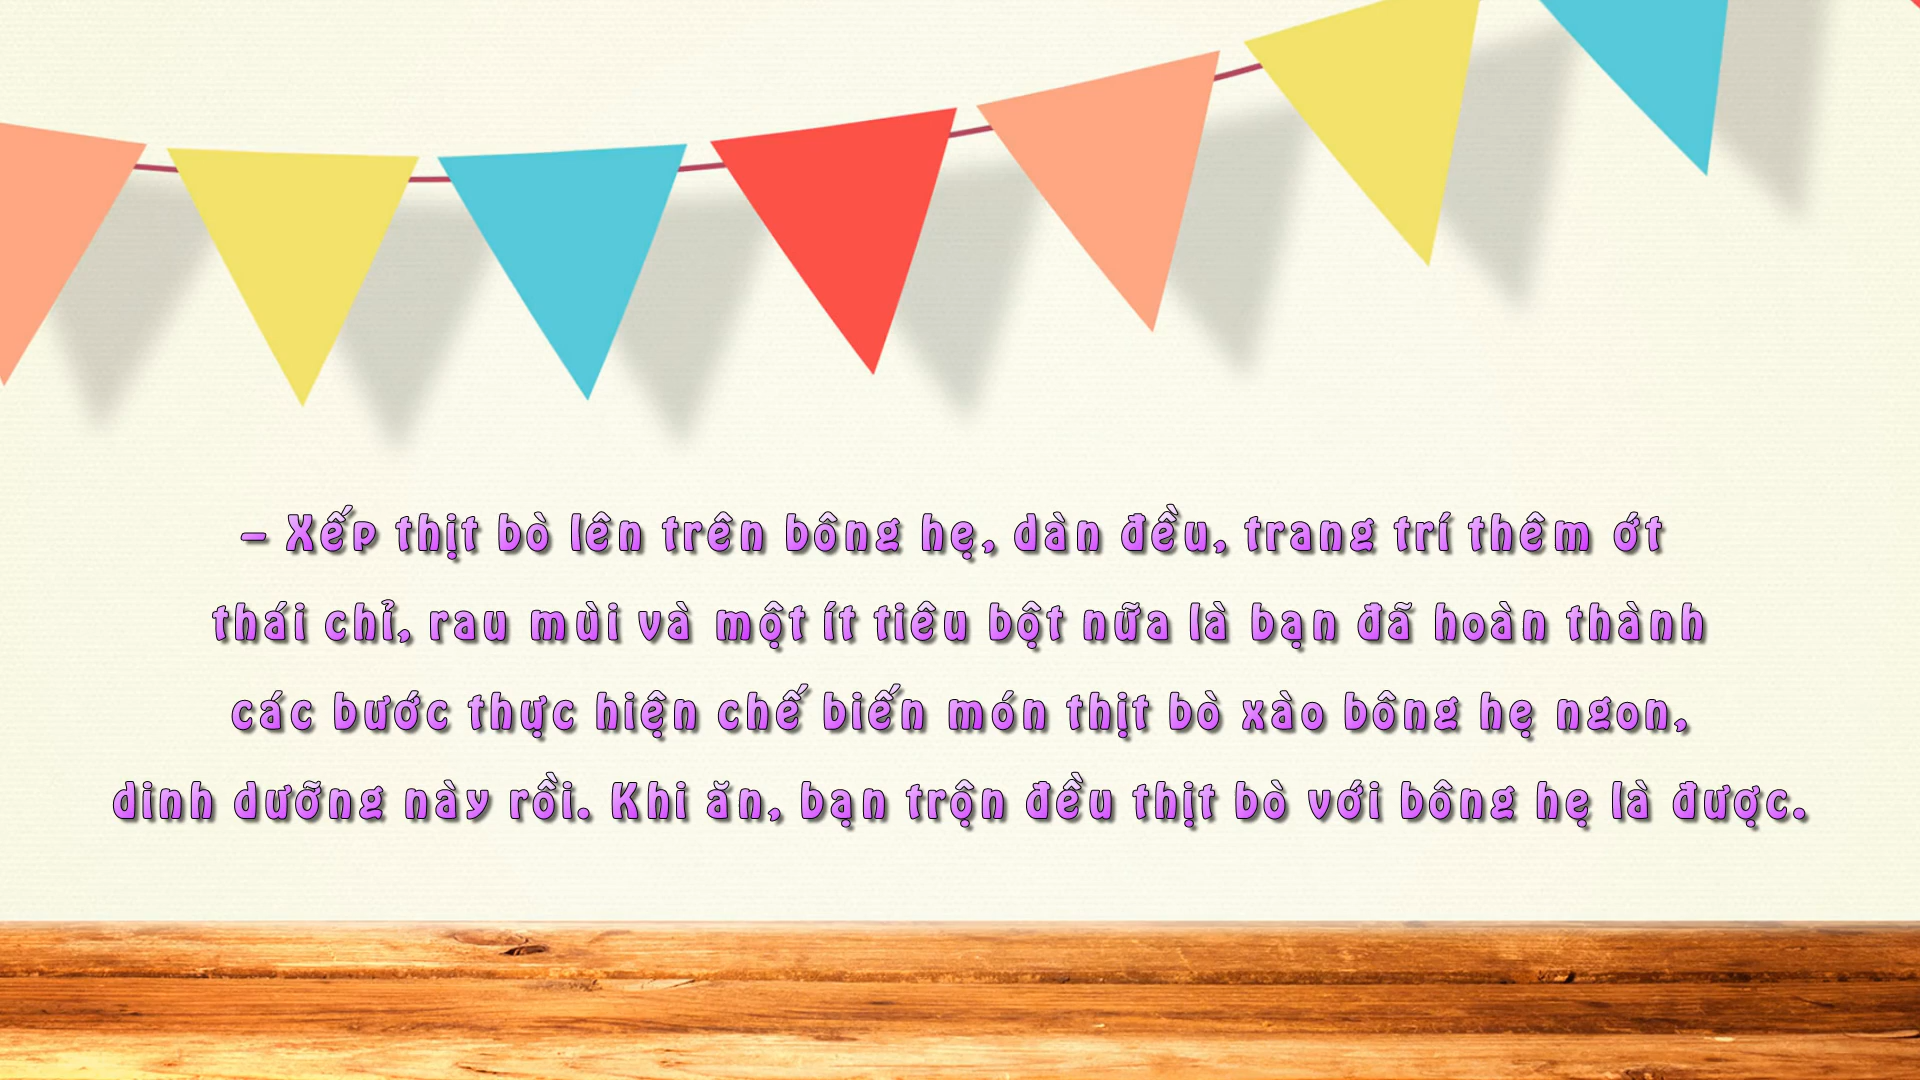 – Xếp thịt bò lên trên bông hẹ, dàn đều, trang trí thêm ớt
thái chỉ, rau mùi và một ít tiêu bột nữa là bạn đã hoàn thành
các bước thực hiện chế biến món thịt bò xào bông hẹ ngon,
dinh dưỡng này rồi. Khi ăn, bạn trộn đều thịt bò với bông hẹ là được.